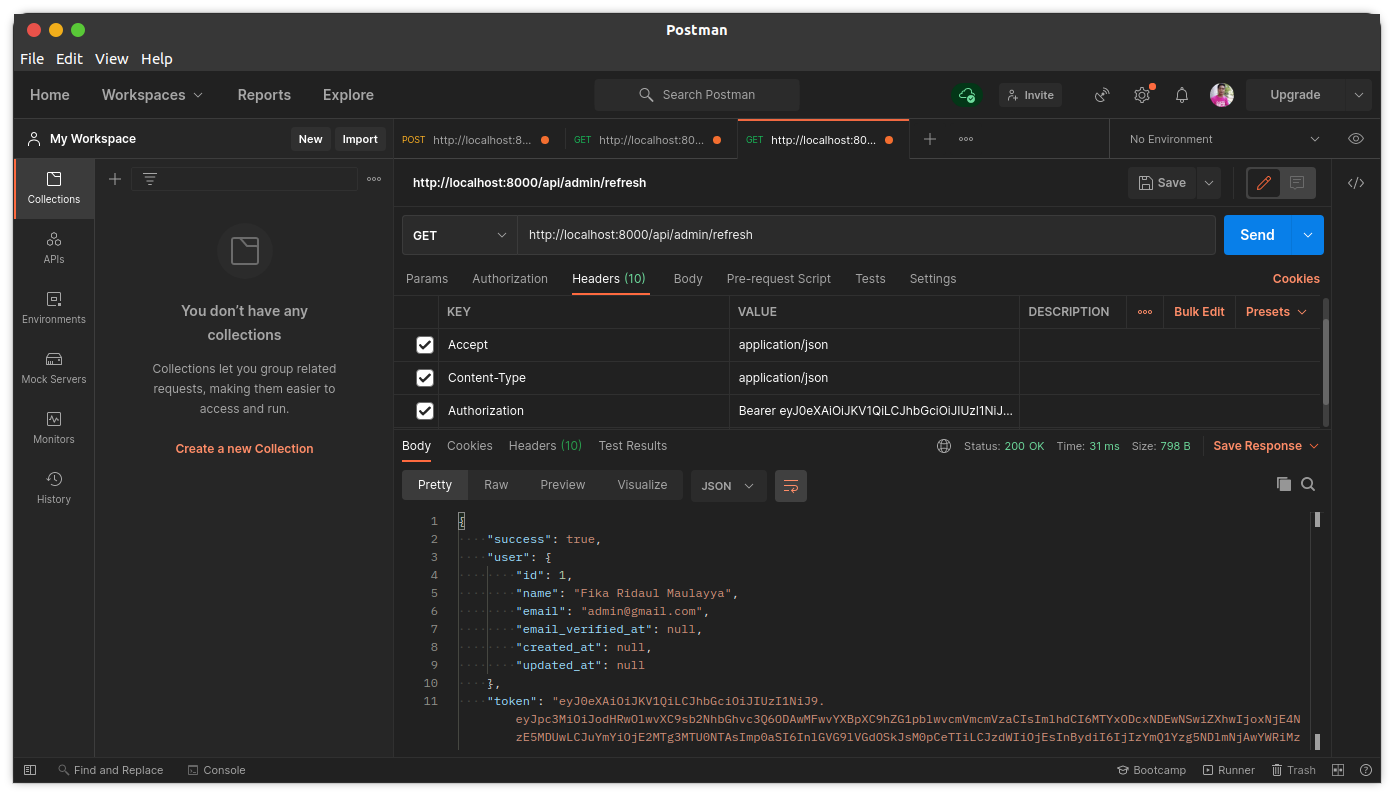 Postman
File Edit View Help
Home Workspaces Reports Explore Search Postman Invite Upgrade
My Workspace New Import
POST http://localhost:8... GET http://localhost:80... GET http://localhost:80... No Environment
Collections
APIs
Environments
Mock Servers
Monitors
History
You don’t have any
collections
Collections let you group related
requests, making them easier to
access and run.
Create a new Collection
http://localhost:8000/api/admin/refresh Save
GET http://localhost:8000/api/admin/refresh Send
Params Authorization Headers (10) Body Pre-request Script Tests Settings Cookies
KEY VALUE DESCRIPTION Bulk Edit Presets
Accept application/json
Content-Type application/json
Authorization Bearer eyJ0eXAiOiJKV1QiLCJhbGciOiJIUzI1NiJ...
Body Cookies Headers (10) Test Results Status: 200 OK Time: 31 ms Size: 798 B Save Response
Pretty Raw Preview Visualize JSON
1 {
2 "success": true,
3 "user": {
4 "id": 1,
5 "name": "Fika Ridaul Maulayya",
6 "email": "admin@gmail.com",
7 "email_verified_at": null,
8 "created_at": null,
9 "updated_at": null
10 },
11 "token": "eyJ0eXAiOiJKV1QiLCJhbGciOiJIUzI1NiJ9.
eyJpc3MiOiJodHRwOlwvXC9sb2NhbGhvc3Q6ODAwMFwvYXBpXC9hZG1pblwvcmVmcmVzaCIsImlhdCI6MTYxODcxNDEwNSwiZXhwIjoxNjE4N
zE5MDUwLCJuYmYiOjE2MTg3MTU0NTAsImp0aSI6InlGVG9lVGdOSkJsM0pCeTIiLCJzdWIiOjEsInBydiI6IjIzYmQ1Yzg5NDlmNjAwYWRiMz
Find and Replace Console Bootcamp Runner Trash